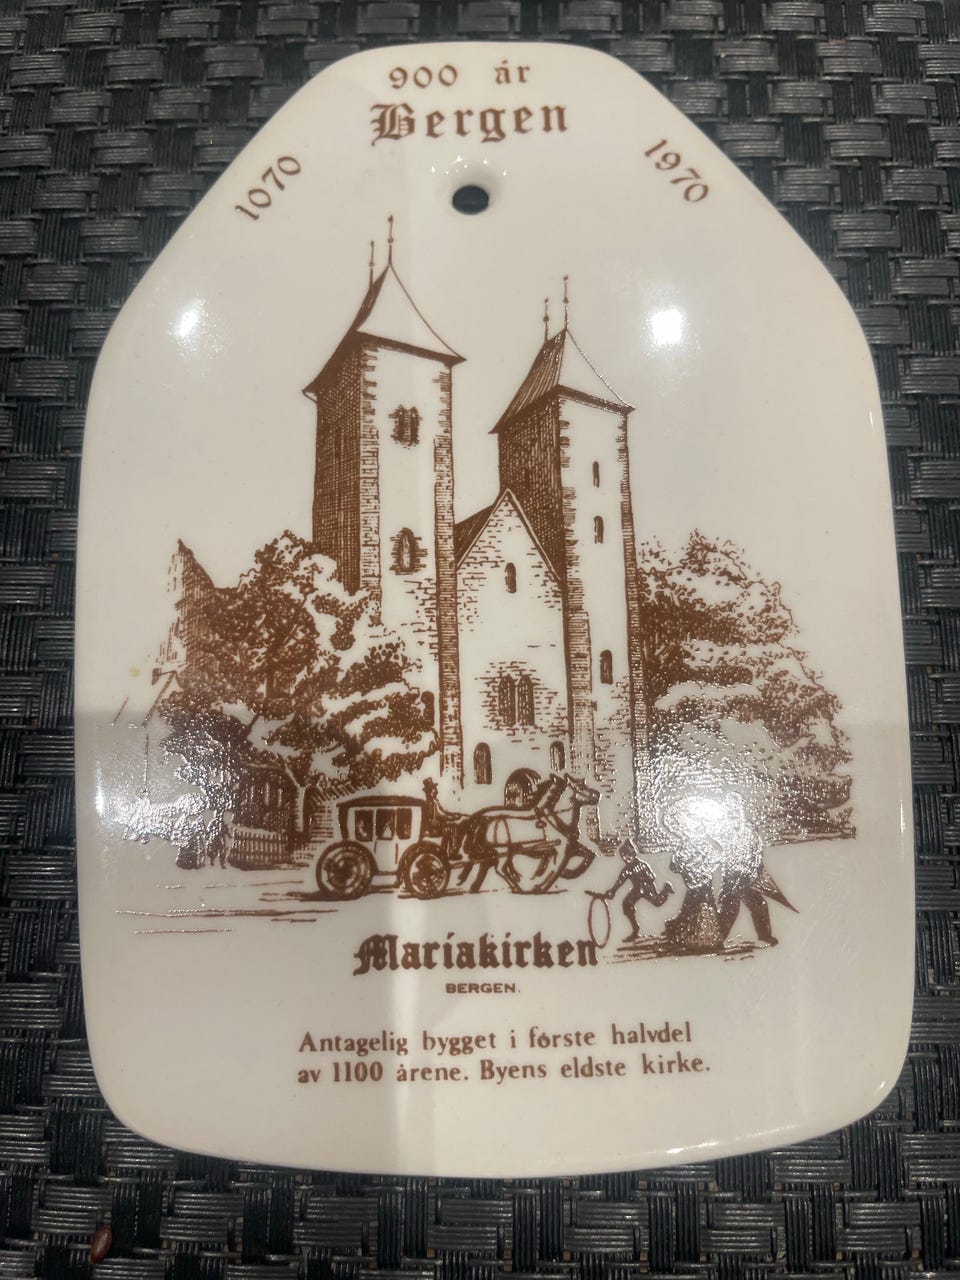 900 år
Bergen
1070
1970
Mariakirken
BERGEN.
Antagelig bygget i første halvdel
av 1100 årene. Byens eldste kirke.